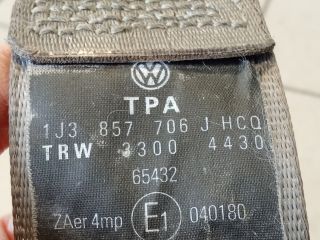 TPA
1J3 857 706 J HCQ
TRW 3300 4430
65432
ZAer 4mp E1 040180